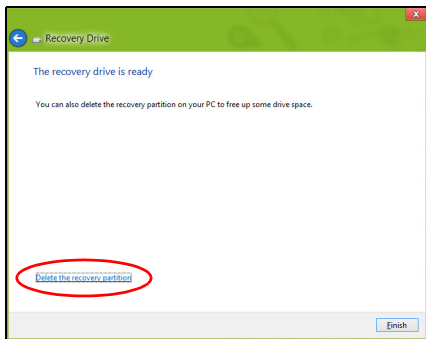 x
Recovery Drive
The recovery drive is ready
You can also delete the recovery partition on your PC to free up some drive space.
Delete the recovery partition
Finish